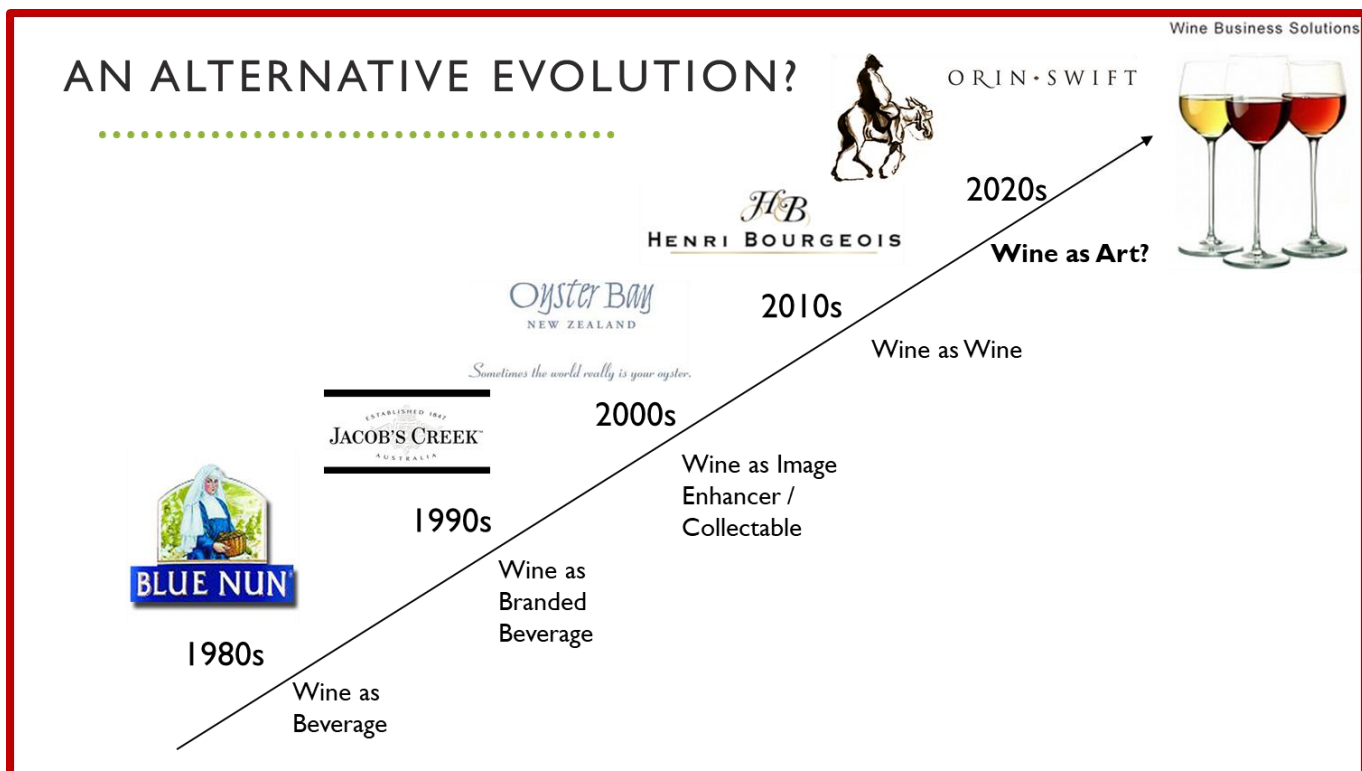 Wine Business Solutions
AN ALTERNATIVE EVOLUTION?
ORIN·SWIFT
2020s
Wine as Art?
HB
HENRI BOURGEOIS
2010s
Wine as Wine
OYSTER BAY
NEW ZEALAND
Sometimes the world really is your oyster.
2000s
Wine as Image
Enhancer /
Collectable
ESTABLISHED 1847
JACOB'S CREEK™
AUSTRALIA
1990s
Wine as
Branded
Beverage
BLUE NUN®
1980s
Wine as
Beverage